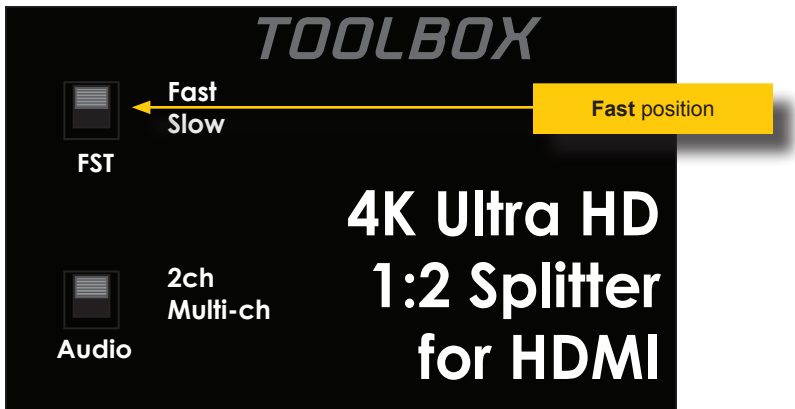 TOOLBOX
Fast
Slow
FST
Fast position
4K Ultra HD
1:2 Splitter
for HDMI
2ch
Multi-ch
Audio